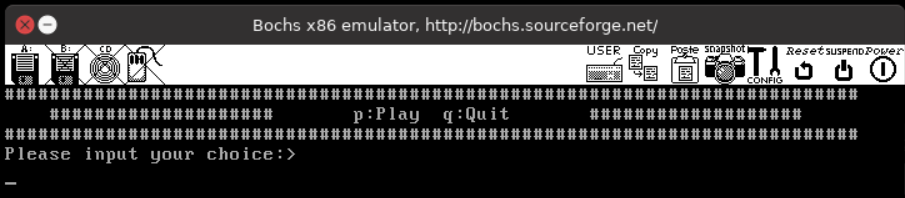 Bochs x86 emulator, http://bochs.sourceforge.net/
A: B: CD USER Copy Paste snapshot CONFIG Reset SUSPEND Power
############################################################################
    ####################       p:Play  q:Quit       ###################
############################################################################
Please input your choice:>
_